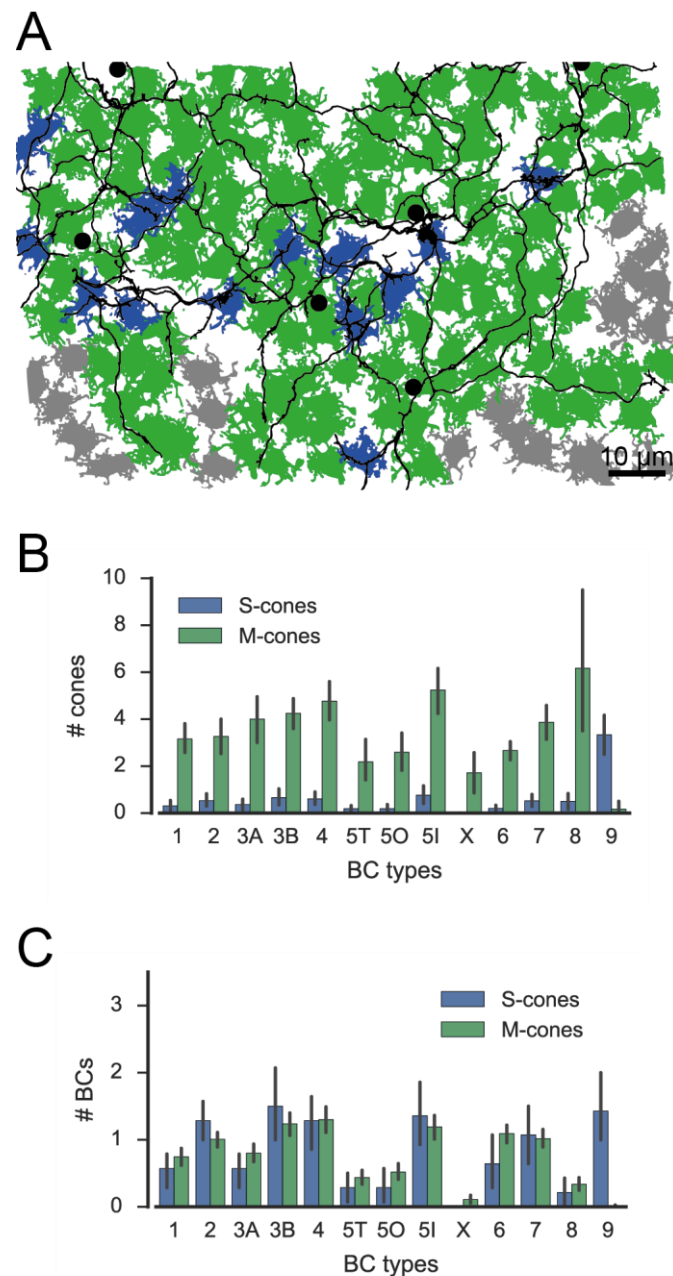 A
10 µm
B
10
8
6
4
2
0
# cones
S-cones
M-cones
1 2 3A 3B 4 5T 5O 5I X 6 7 8 9
BC types
C
3
2
1
0
# BCs
S-cones
M-cones
1 2 3A 3B 4 5T 5O 5I X 6 7 8 9
BC types